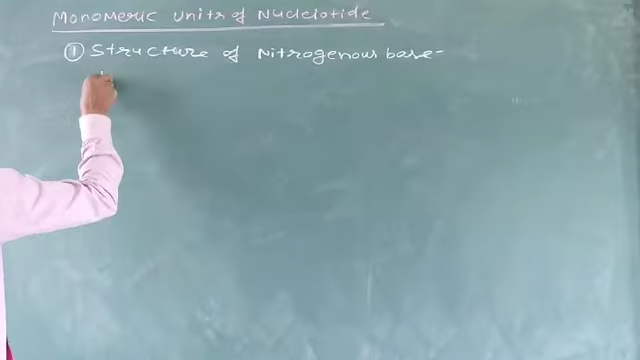 Monomeric units of Nucleotide
① Structure of Nitrogenous base-